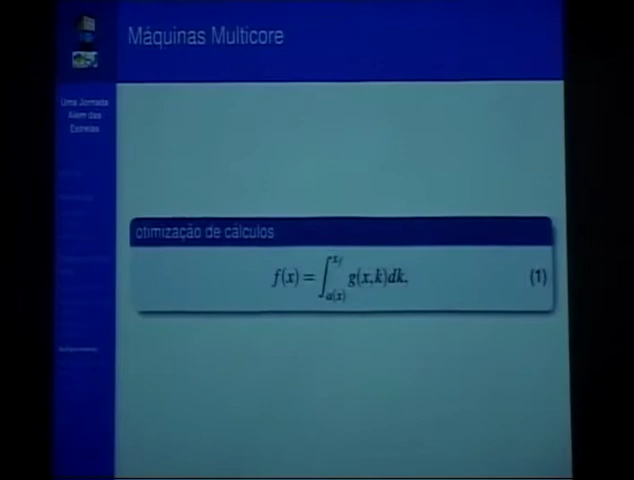 Máquinas Multicore
Uma Jornada
Além das
Estrelas
otimização de cálculos
f(x) = ∫_{a(x)}^{x_f} g(x,k)dk, (1)